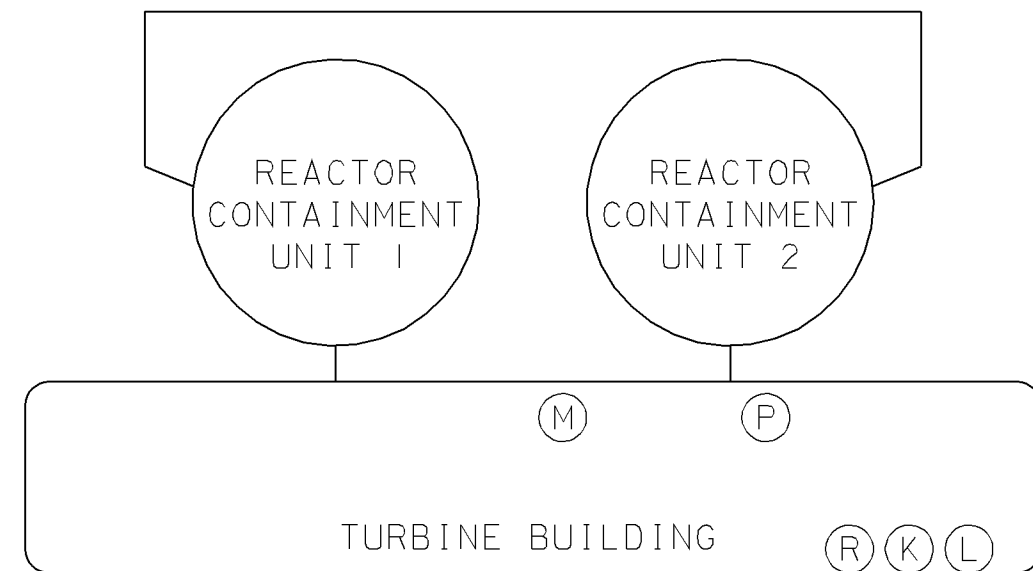 REACTOR
CONTAINMENT
UNIT 1
REACTOR
CONTAINMENT
UNIT 2
M
P
TURBINE BUILDING
R
K
L